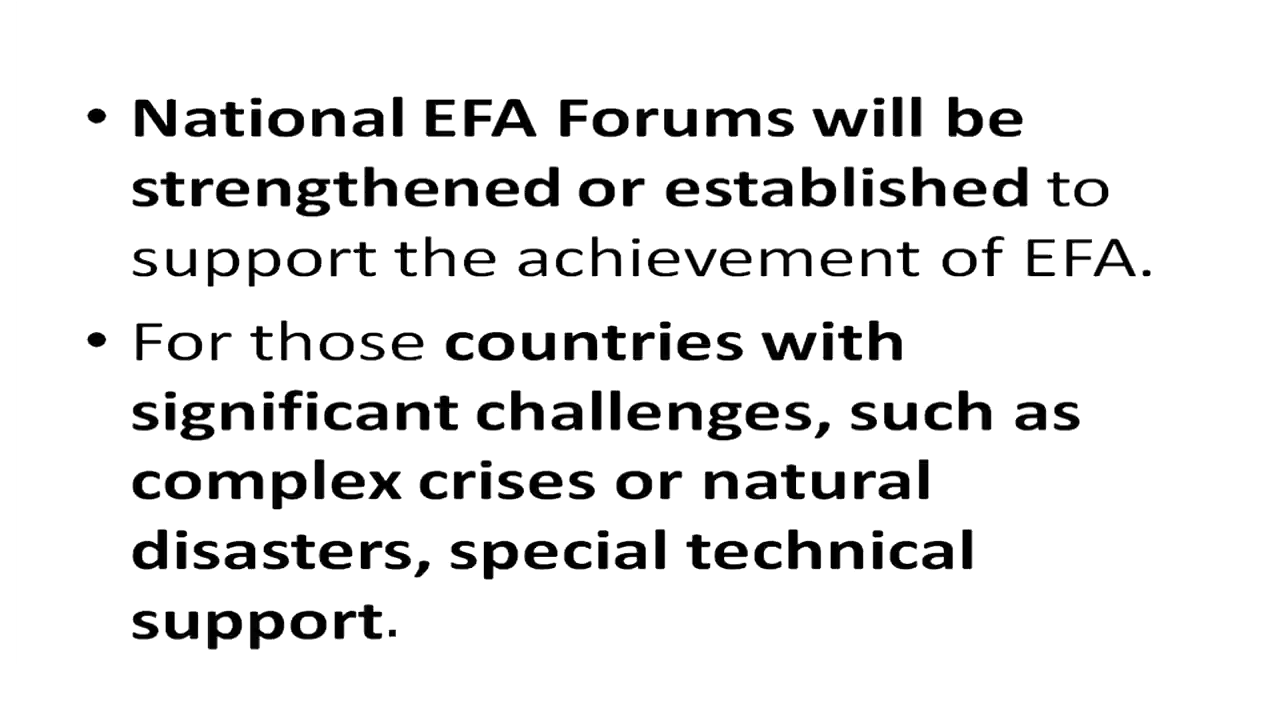 • National EFA Forums will be
strengthened or established to
support the achievement of EFA.
• For those countries with
significant challenges, such as
complex crises or natural
disasters, special technical
support.